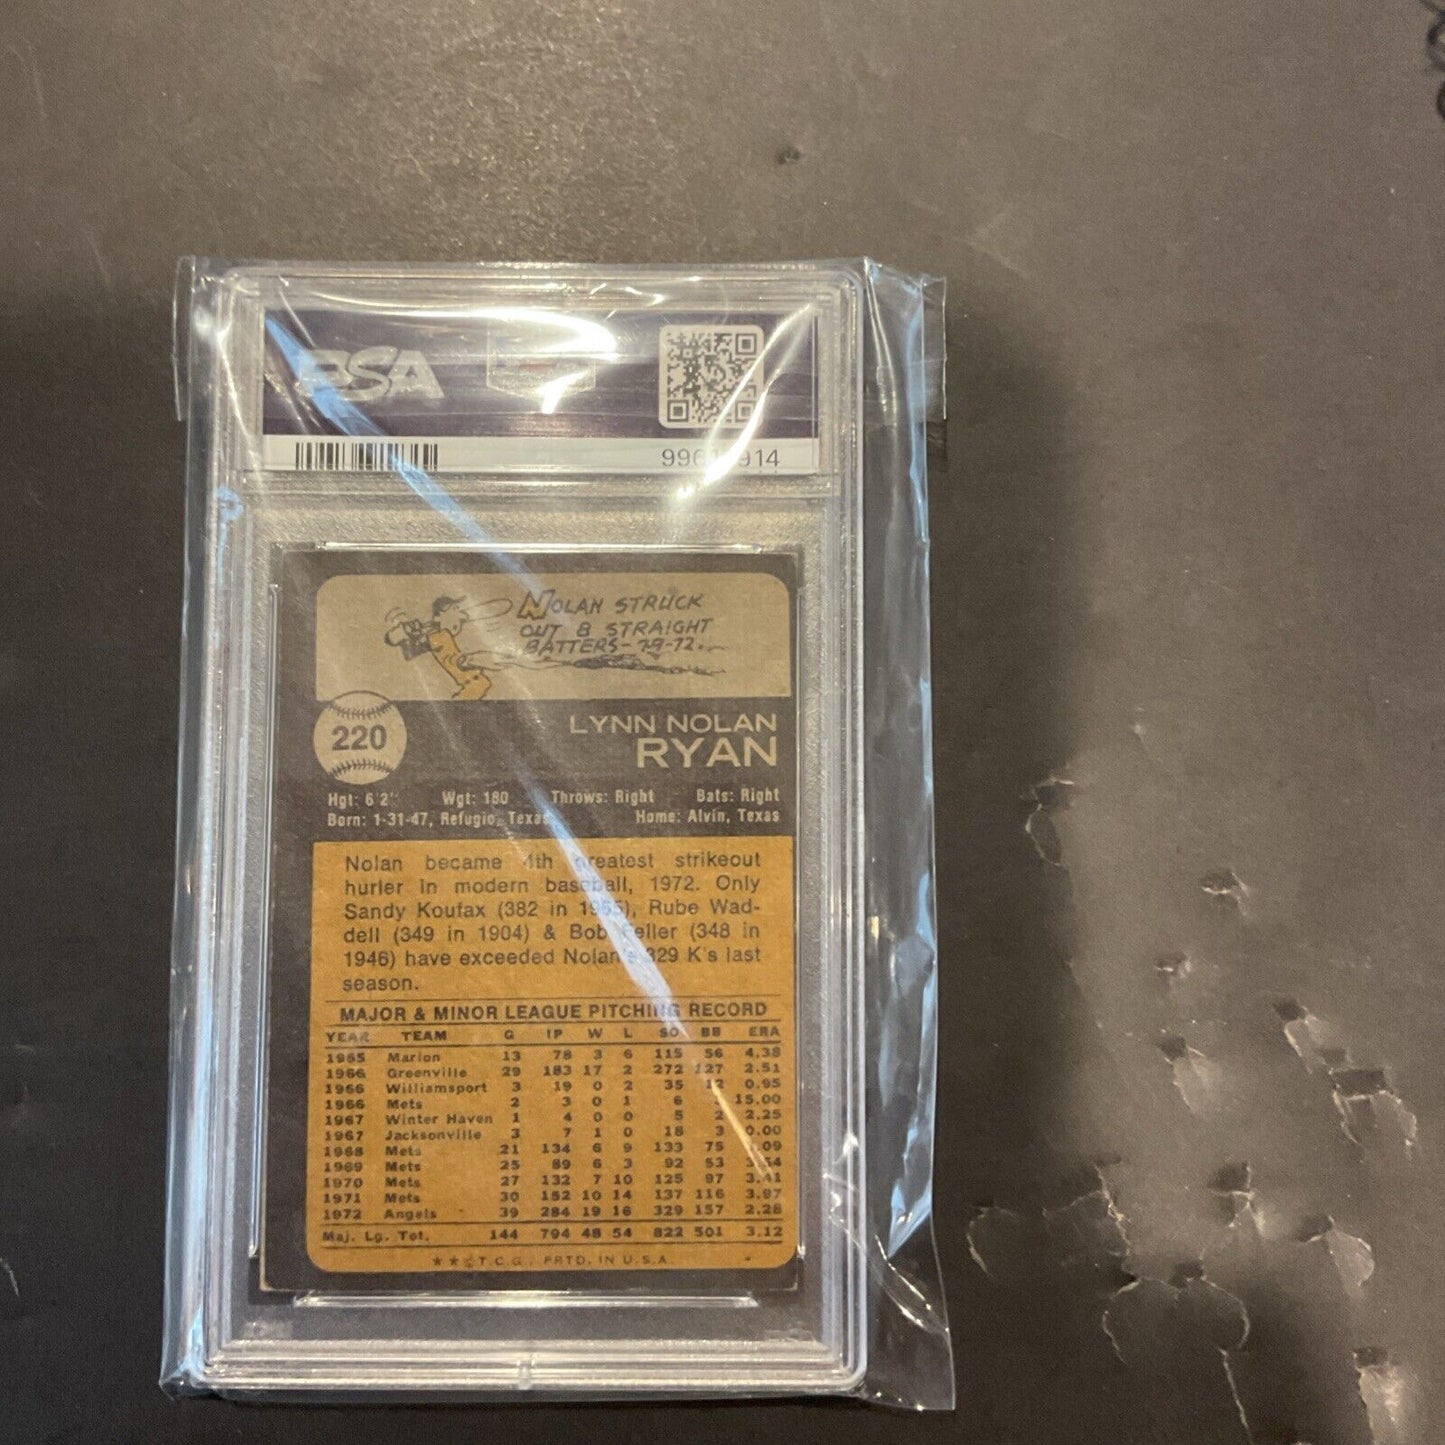 PSA
914
NOLAN STRUCK
OUT 8 STRAIGHT
BATTERS-7-9-72.
220
LYNN NOLAN
RYAN
Hgt: 6'2" Wgt: 180 Throws: Right Bats: Right
Born: 1-31-47, Refugio, Texas Home: Alvin, Texas
Nolan became 4th greatest strikeout
hurler in modern baseball, 1972. Only
Sandy Koufax (382 in 1965), Rube Wad-
dell (349 in 1904) & Bob Feller (348 in
1946) have exceeded Nolan's 329 K's last
season.
MAJOR & MINOR LEAGUE PITCHING RECORD
YEAR TEAM G IP W L SO BB ERA
1965 Marion 13 78 3 6 115 56 4.38
1966 Greenville 29 183 17 2 272 127 2.51
1966 Williamsport 3 19 0 2 35 12 0.95
1966 Mets 2 3 0 1 6 15.00
1967 Winter Haven 1 4 0 0 5 2 2.25
1967 Jacksonville 3 7 1 0 18 3 0.00
1968 Mets 21 134 6 9 133 75 3.09
1969 Mets 25 89 6 3 92 53 3.54
1970 Mets 27 132 7 10 125 97 3.41
1971 Mets 30 152 10 14 137 116 3.97
1972 Angels 39 284 19 16 329 157 2.28
Maj. Lg. Tot. 144 794 48 54 822 501 3.12
★★© T.C.G. PRTD. IN U.S.A.